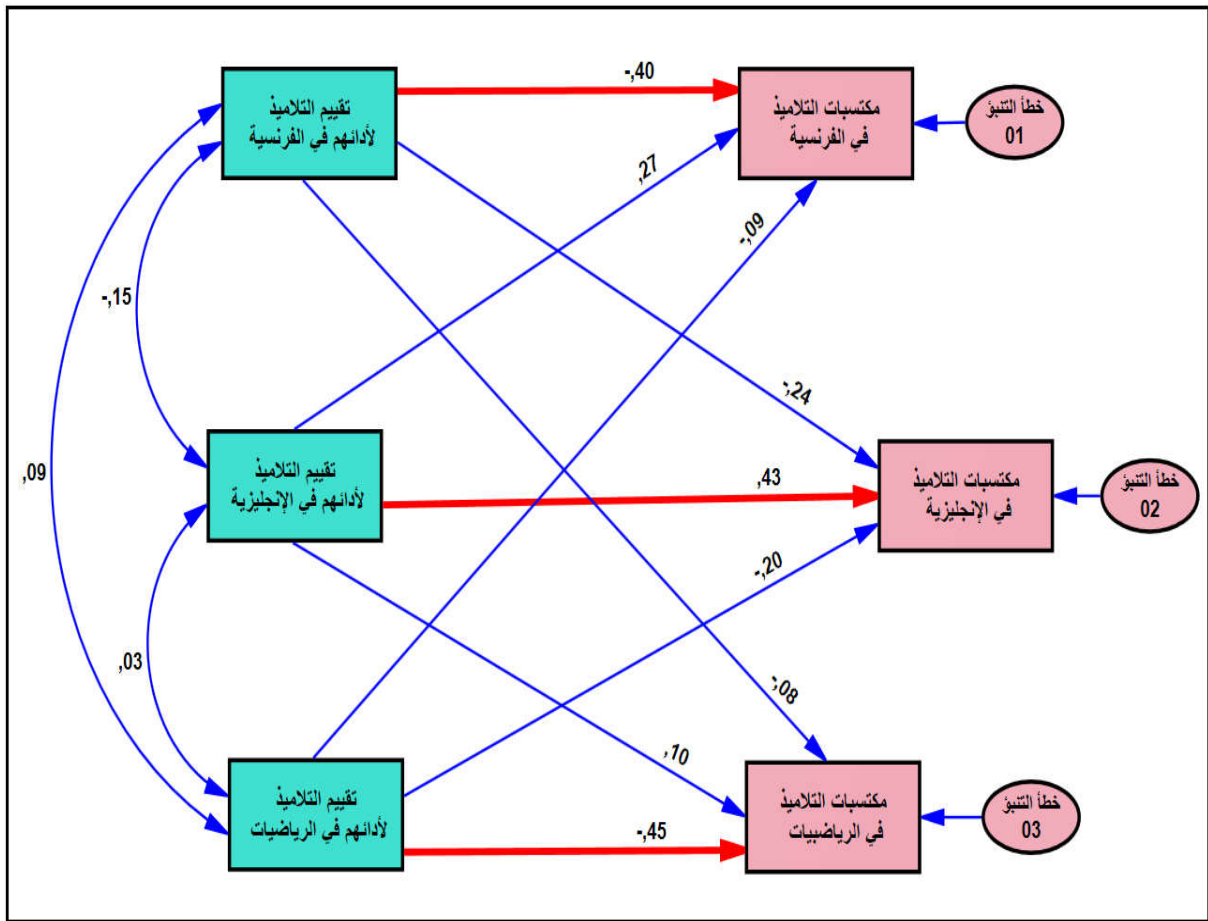 -,40
تقييم التلاميذ
لأدائهم في الفرنسية
مكتسبات التلاميذ
في الفرنسية
خطأ التنبؤ
01
,27
-,09
-,15
-,24
,09
تقييم التلاميذ
لأدائهم في الإنجليزية
,43
مكتسبات التلاميذ
في الإنجليزية
خطأ التنبؤ
02
-,20
,03
-,08
,10
تقييم التلاميذ
لأدائهم في الرياضيات
-,45
مكتسبات التلاميذ
في الرياضبيات
خطأ التنبؤ
03